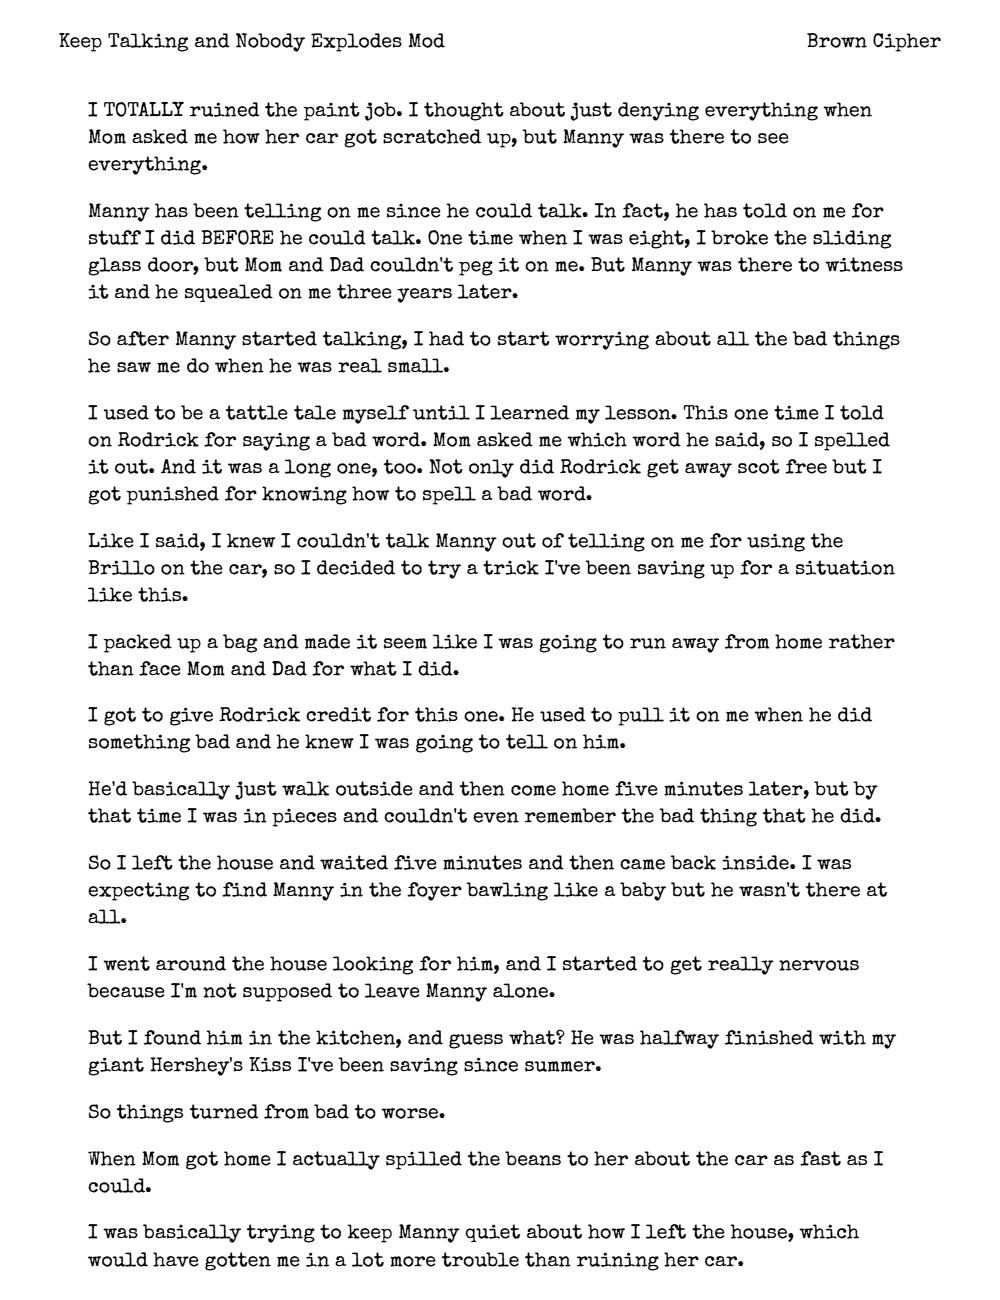 Keep Talking and Nobody Explodes Mod
Brown Cipher
I TOTALLY ruined the paint job. I thought about just denying everything when
Mom asked me how her car got scratched up, but Manny was there to see
everything.
Manny has been telling on me since he could talk. In fact, he has told on me for
stuff I did BEFORE he could talk. One time when I was eight, I broke the sliding
glass door, but Mom and Dad couldn't peg it on me. But Manny was there to witness
it and he squealed on me three years later.
So after Manny started talking, I had to start worrying about all the bad things
he saw me do when he was real small.
I used to be a tattle tale myself until I learned my lesson. This one time I told
on Rodrick for saying a bad word. Mom asked me which word he said, so I spelled
it out. And it was a long one, too. Not only did Rodrick get away scot free but I
got punished for knowing how to spell a bad word.
Like I said, I knew I couldn't talk Manny out of telling on me for using the
Brillo on the car, so I decided to try a trick I've been saving up for a situation
like this.
I packed up a bag and made it seem like I was going to run away from home rather
than face Mom and Dad for what I did.
I got to give Rodrick credit for this one. He used to pull it on me when he did
something bad and he knew I was going to tell on him.
He'd basically just walk outside and then come home five minutes later, but by
that time I was in pieces and couldn't even remember the bad thing that he did.
So I left the house and waited five minutes and then came back inside. I was
expecting to find Manny in the foyer bawling like a baby but he wasn't there at
all.
I went around the house looking for him, and I started to get really nervous
because I'm not supposed to leave Manny alone.
But I found him in the kitchen, and guess what? He was halfway finished with my
giant Hershey's Kiss I've been saving since summer.
So things turned from bad to worse.
When Mom got home I actually spilled the beans to her about the car as fast as I
could.
I was basically trying to keep Manny quiet about how I left the house, which
would have gotten me in a lot more trouble than ruining her car.